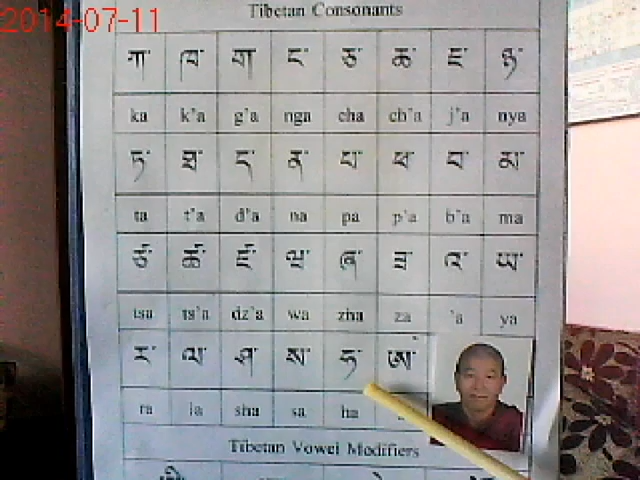 2014-07-11
Tibetan Consonants
ཀ་ ཁ་ ག་ ང་ ཅ་ ཆ་ ཇ་ ཉ་
ka k'a g'a nga cha ch'a j'a nya
ཏ་ ཐ་ ད་ ན་ པ་ ཕ་ བ་ མ་
ta t'a d'a na pa p'a b'a ma
ཙ་ ཚ་ ཛ་ ཝ་ ཞ་ ཟ་ འ་ ཡ་
tsa ts'a dz'a wa zha za 'a ya
ར་ ལ་ ཤ་ ས་ ཧ་ ཨ་
ra la sha sa ha
Tibetan Vowel Modifiers